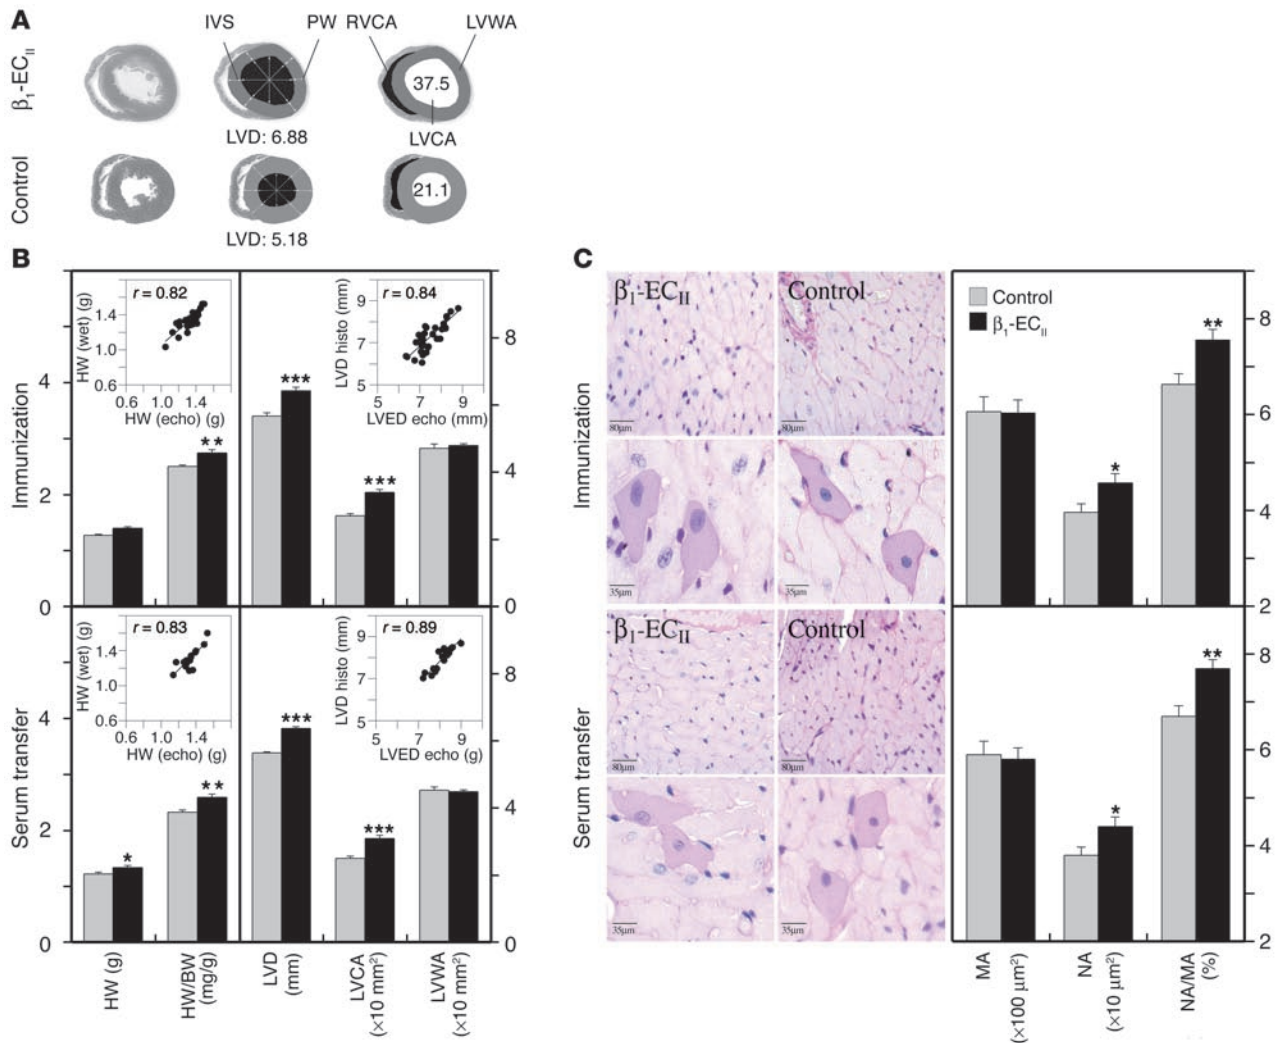 A
IVS
PW
RVCA
LVWA
β₁-EC_II
37.5
LVD: 6.88
LVCA
Control
21.1
LVD: 5.18
B
Immunization
4
2
0
r = 0.82
HW (wet) (g)
1.4
1.0
0.6
0.6 1.0 1.4
HW (echo) (g)
r = 0.84
LVD histo (mm)
9
7
5
5 7 9
LVED echo (mm)
**
***
***
8
4
0
Serum transfer
4
2
0
r = 0.83
HW (wet) (g)
1.4
1.0
0.6
0.6 1.0 1.4
HW (echo) (g)
r = 0.89
LVD histo (mm)
9
7
5
5 7 9
LVED echo (g)
*
**
***
***
8
4
0
HW (g)
HW/BW
(mg/g)
LVD
(mm)
LVCA
(×10 mm²)
LVWA
(×10 mm²)
C
Immunization
β₁-EC_II
Control
80µm
80µm
35µm
35µm
Control
β₁-EC_II
*
**
8
6
4
2
Serum transfer
β₁-EC_II
Control
80µm
80µm
35µm
35µm
*
**
8
6
4
2
MA
(×100 µm²)
NA
(×10 µm²)
NA/MA
(%)